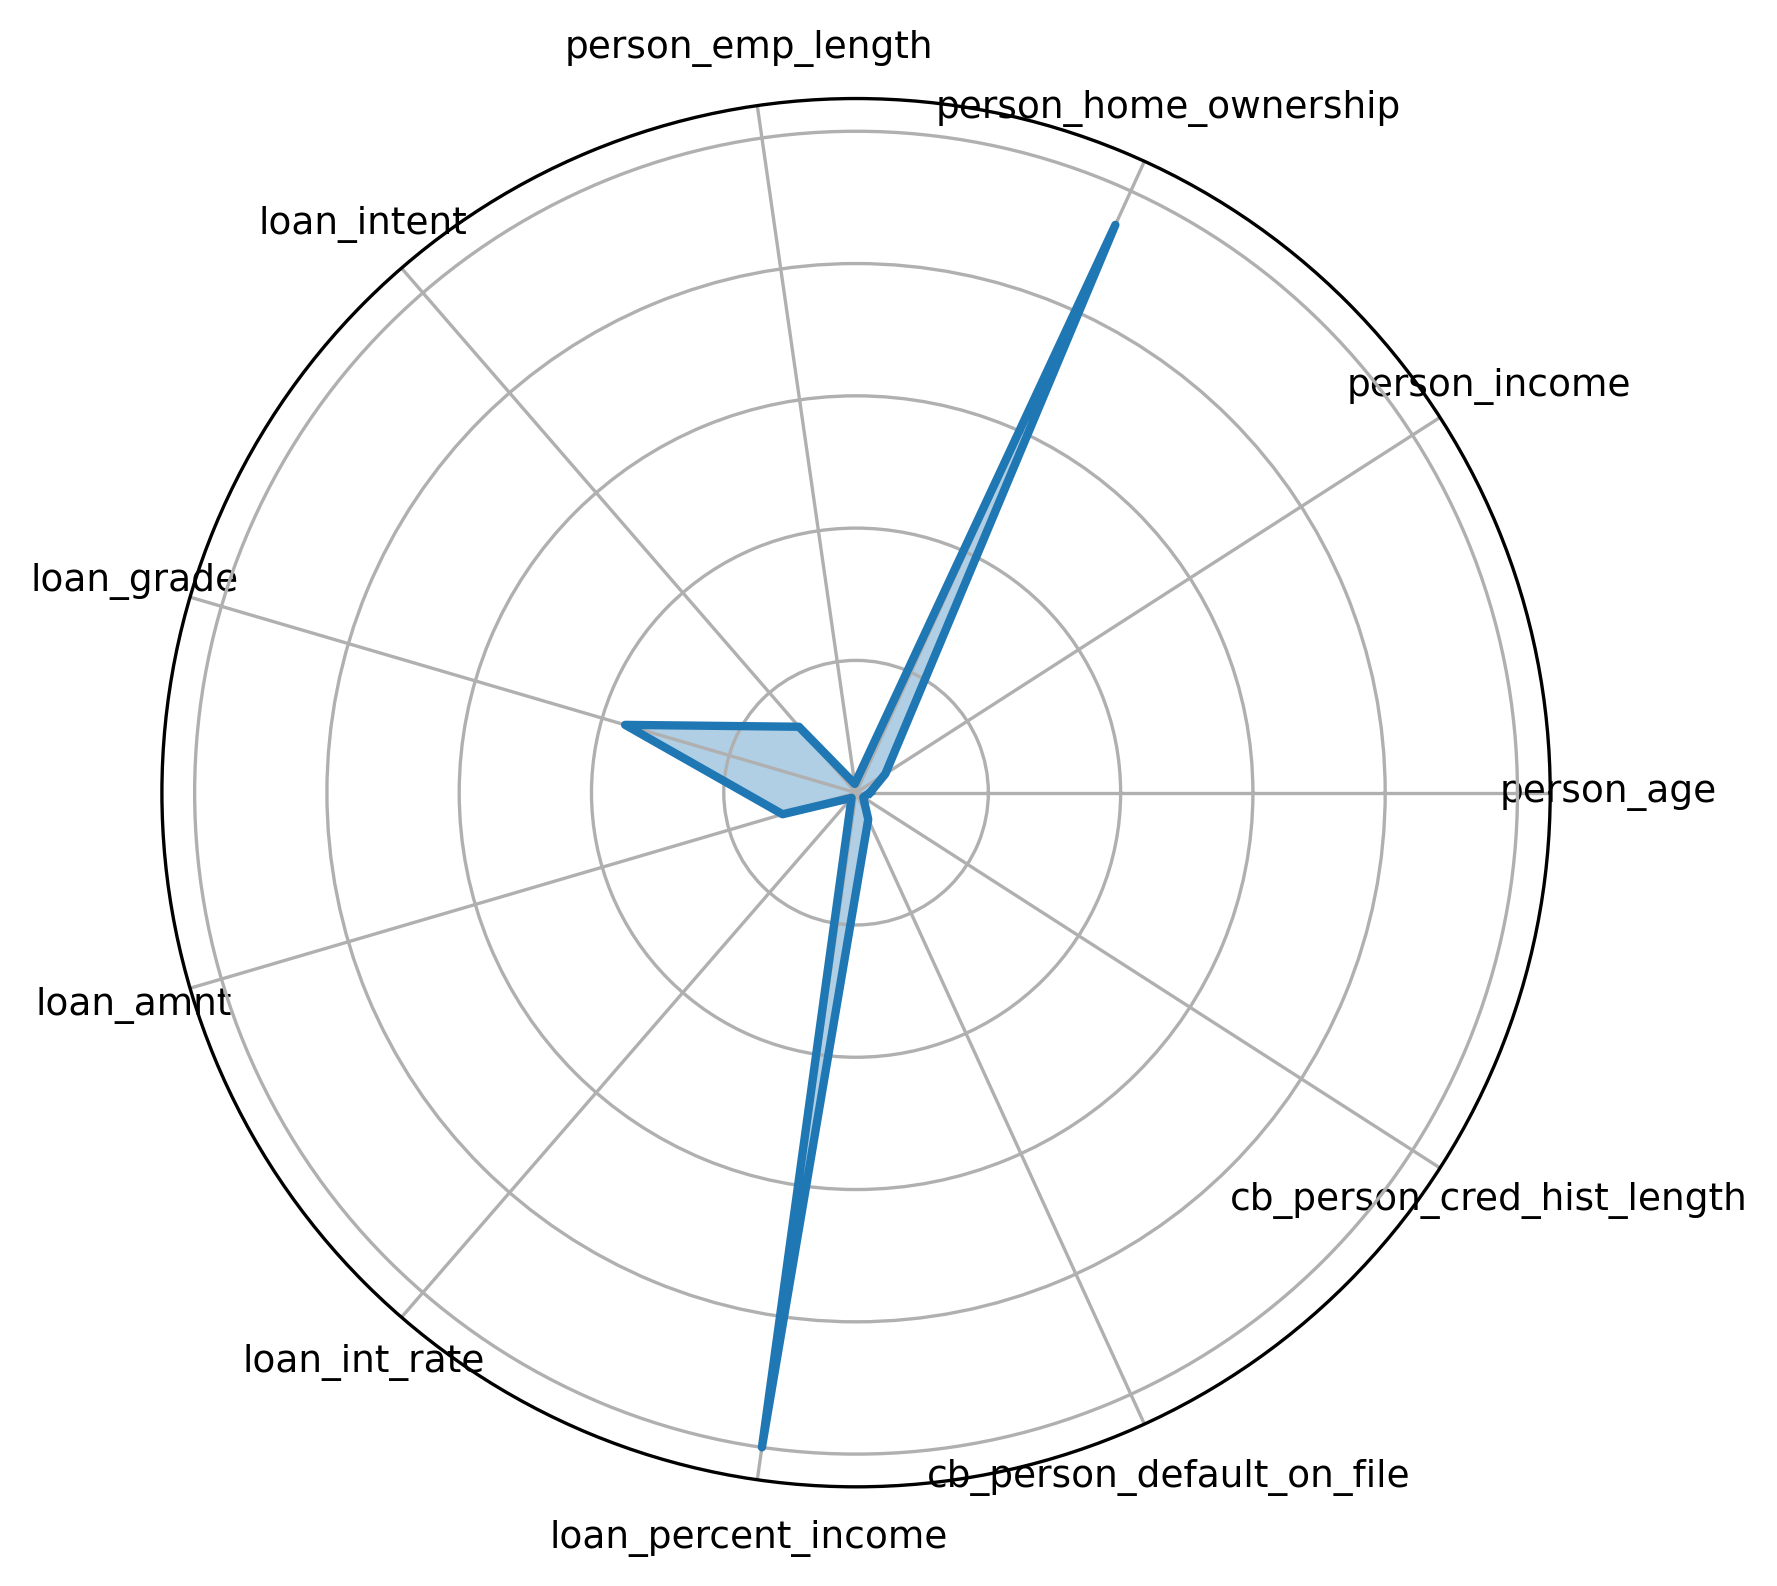 person_emp_length
person_home_ownership
loan_intent
person_income
loan_grade
person_age
loan_amnt
cb_person_cred_hist_length
loan_int_rate
cb_person_default_on_file
loan_percent_income